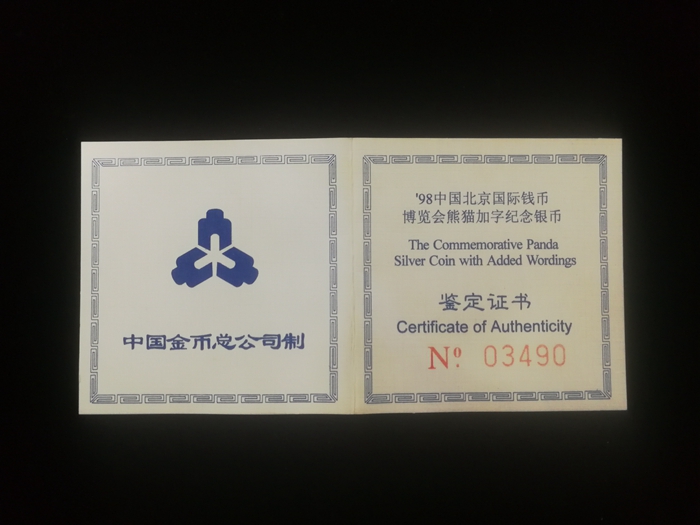 中国金币总公司制
'98中国北京国际钱币
博览会熊猫加字纪念银币
The Commemorative Panda
Silver Coin with Added Wordings
鉴定证书
Certificate of Authenticity
Nº. 03490